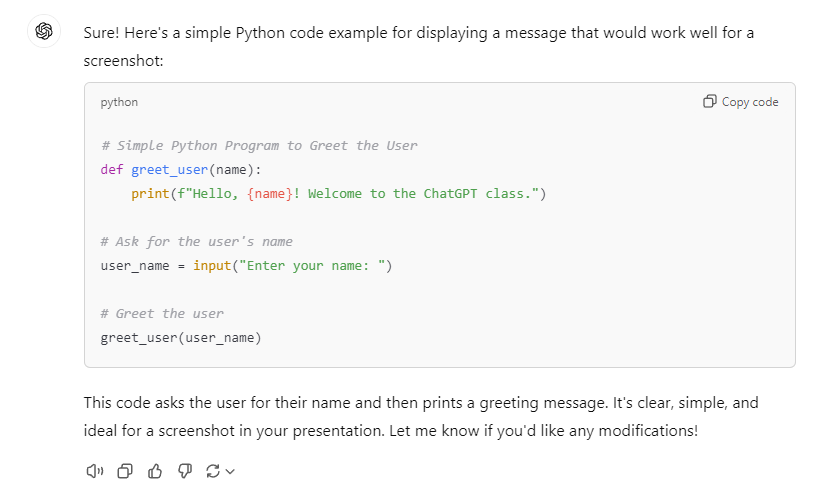 Sure! Here's a simple Python code example for displaying a message that would work well for a
screenshot:
python
Copy code
# Simple Python Program to Greet the User
def greet_user(name):
    print(f"Hello, {name}! Welcome to the ChatGPT class.")
# Ask for the user's name
user_name = input("Enter your name: ")
# Greet the user
greet_user(user_name)
This code asks the user for their name and then prints a greeting message. It's clear, simple, and
ideal for a screenshot in your presentation. Let me know if you'd like any modifications!